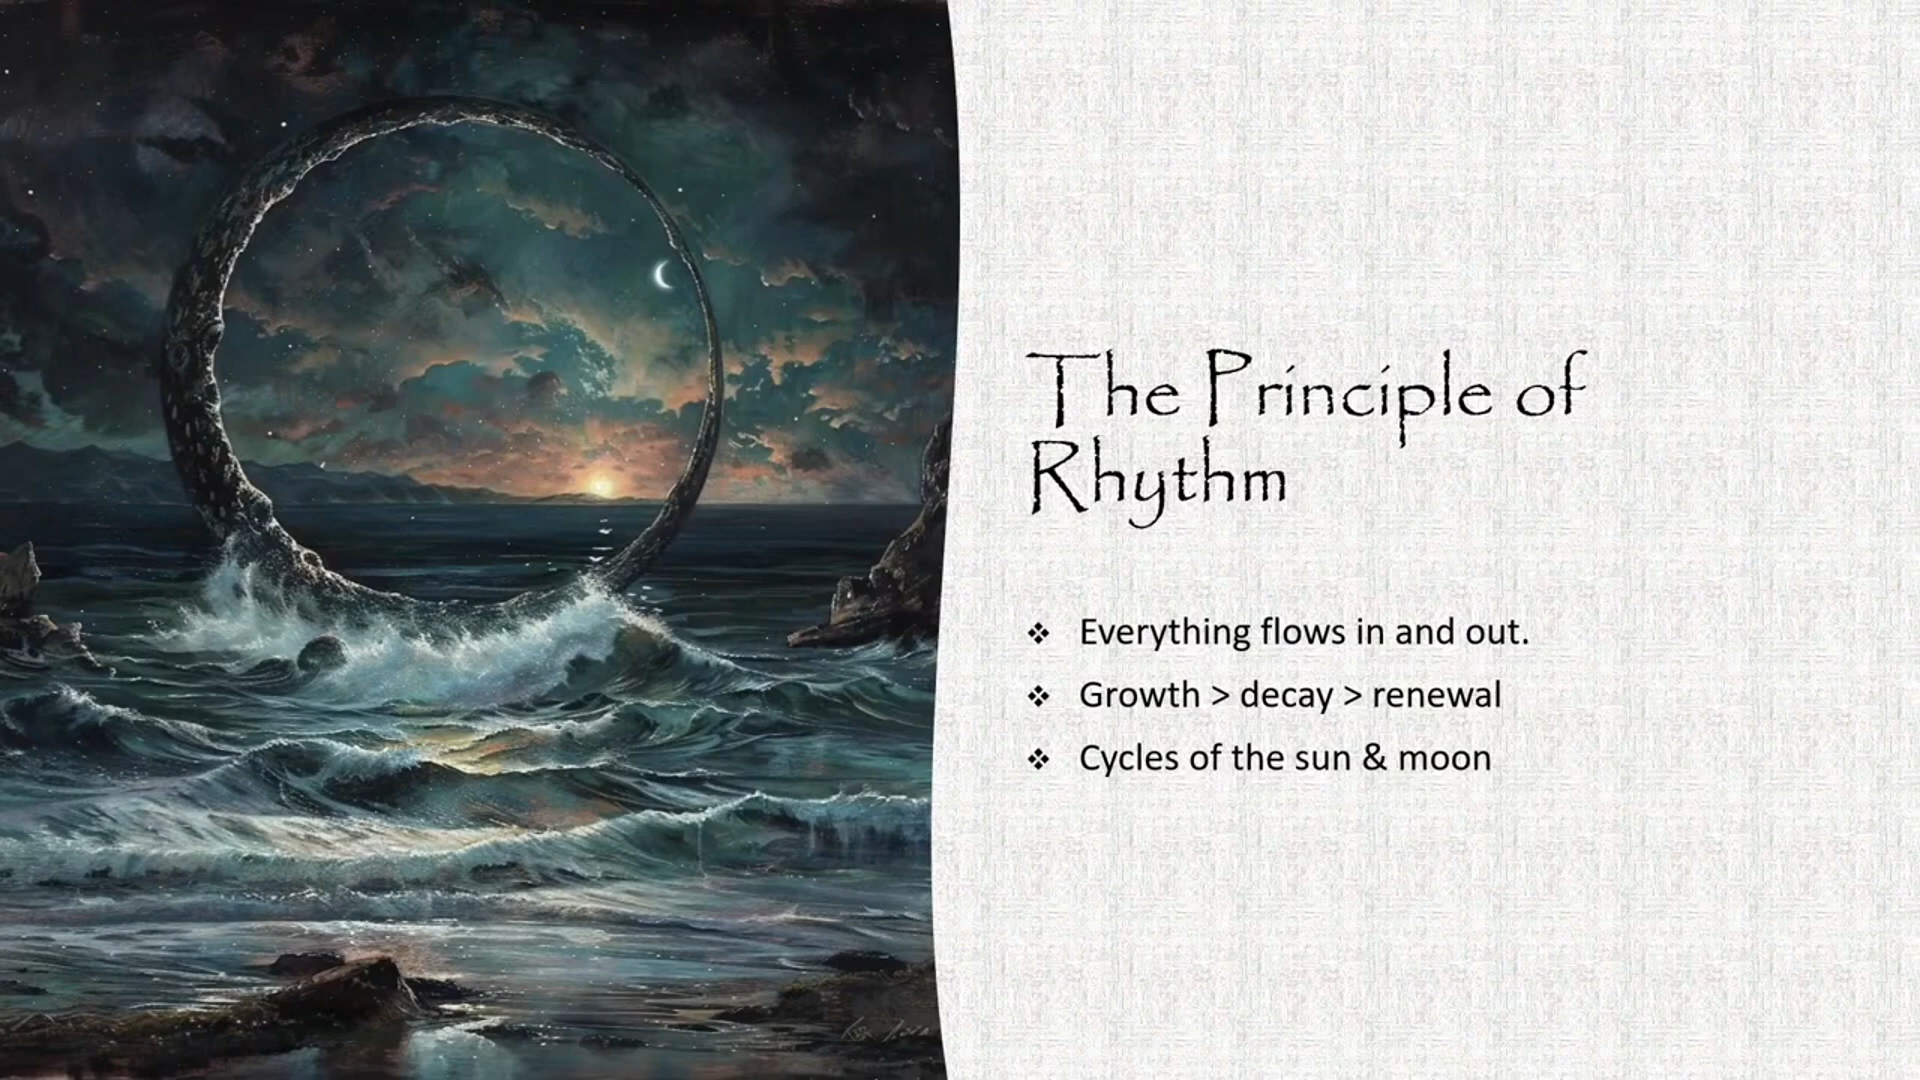 The Principle of
Rhythm
❖ Everything flows in and out.
❖ Growth > decay > renewal
❖ Cycles of the sun & moon